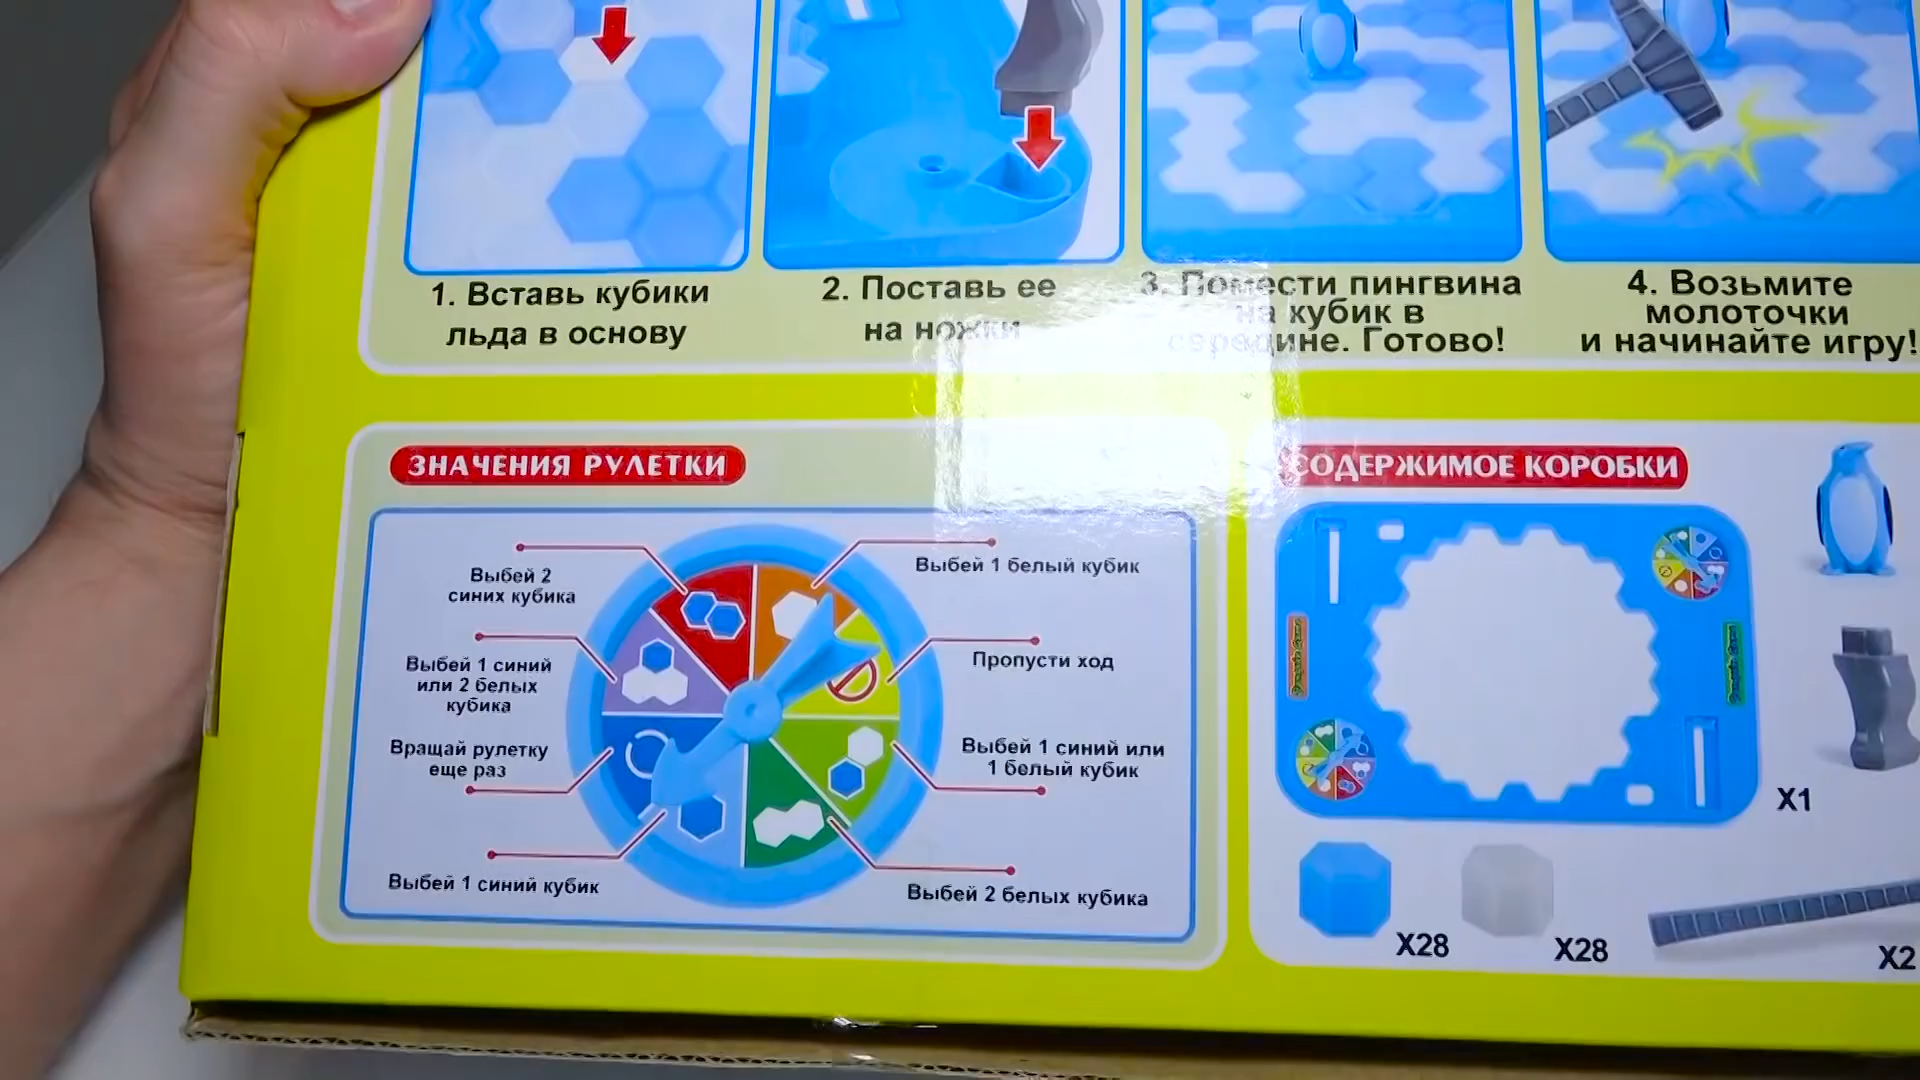 1. Вставь кубики
льда в основу
2. Поставь ее
на ножки
3. Помести пингвина
на кубик в
середине. Готово!
4. Возьмите
молоточки
и начинайте игру!
ЗНАЧЕНИЯ РУЛЕТКИ
Выбей 2
синих кубика
Выбей 1 синий
или 2 белых
кубика
Вращай рулетку
еще раз
Выбей 1 синий кубик
Выбей 1 белый кубик
Пропусти ход
Выбей 1 синий или
1 белый кубик
Выбей 2 белых кубика
СОДЕРЖИМОЕ КОРОБКИ
X1
X28
X28
X2